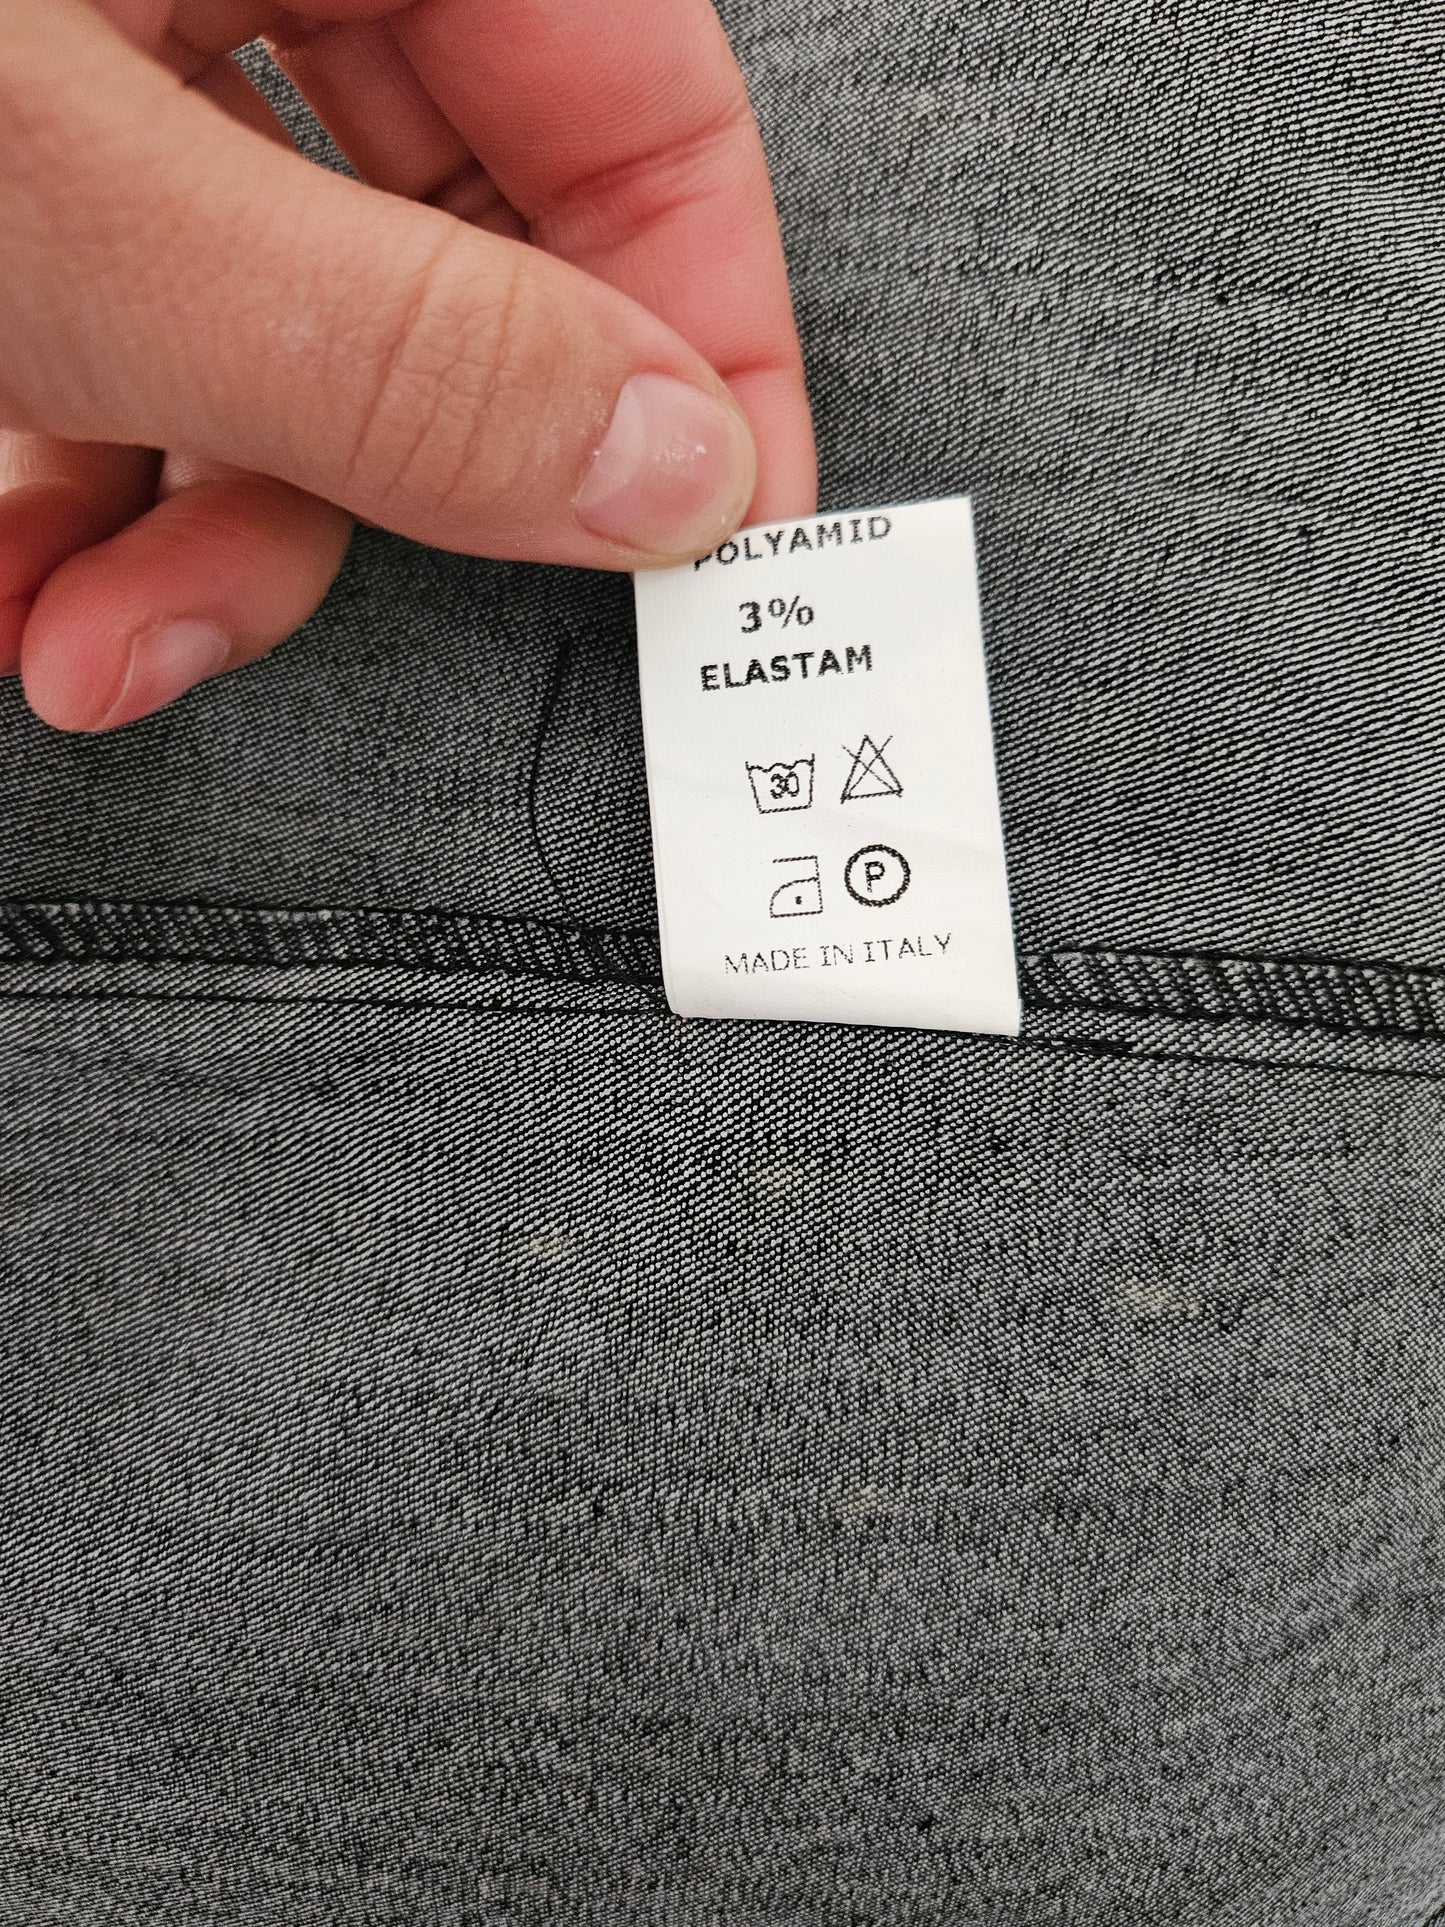 POLYAMID
3%
ELASTAM
30
P
MADE IN ITALY